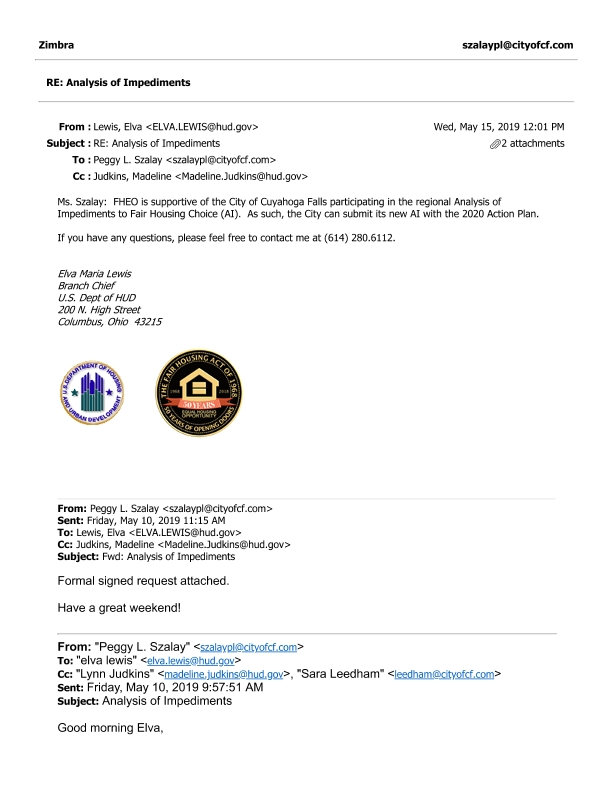 Zimbra szalaypl@cityofcf.com
RE: Analysis of Impediments
From : Lewis, Elva <ELVA.LEWIS@hud.gov> Wed, May 15, 2019 12:01 PM
Subject : RE: Analysis of Impediments 2 attachments
To : Peggy L. Szalay <szalaypl@cityofcf.com>
Cc : Judkins, Madeline <Madeline.Judkins@hud.gov>
Ms. Szalay: FHEO is supportive of the City of Cuyahoga Falls participating in the regional Analysis of
Impediments to Fair Housing Choice (AI). As such, the City can submit its new AI with the 2020 Action Plan.
If you have any questions, please feel free to contact me at (614) 280.6112.
Elva Maria Lewis
Branch Chief
U.S. Dept of HUD
200 N. High Street
Columbus, Ohio 43215
U.S. DEPARTMENT OF HOUSING
AND URBAN DEVELOPMENT
THE FAIR HOUSING ACT OF 1968
1968 2018
50 YEARS
EQUAL HOUSING
OPPORTUNITY
50 YEARS OF OPENING DOORS
From: Peggy L. Szalay <szalaypl@cityofcf.com>
Sent: Friday, May 10, 2019 11:15 AM
To: Lewis, Elva <ELVA.LEWIS@hud.gov>
Cc: Judkins, Madeline <Madeline.Judkins@hud.gov>
Subject: Fwd: Analysis of Impediments
Formal signed request attached.
Have a great weekend!
From: "Peggy L. Szalay" <szalaypl@cityofcf.com>
To: "elva lewis" <elva.lewis@hud.gov>
Cc: "Lynn Judkins" <madeline.judkins@hud.gov>, "Sara Leedham" <leedham@cityofcf.com>
Sent: Friday, May 10, 2019 9:57:51 AM
Subject: Analysis of Impediments
Good morning Elva,